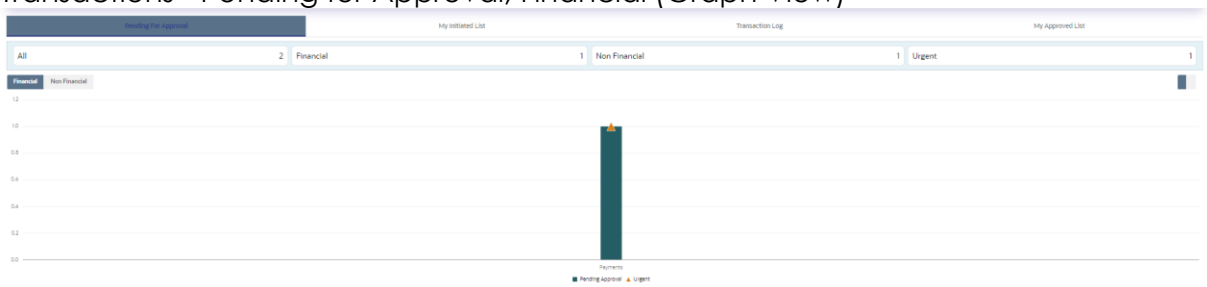 Transactions - Pending for Approval, Financial (Graph View)
Pending For Approval My Initiated List Transaction Log My Approved List
All 2 Financial 1 Non Financial 1 Urgent 1
Financial Non Financial
1.2
1.0
0.8
0.6
0.4
0.2
0.0
Payments
Pending Approval Urgent